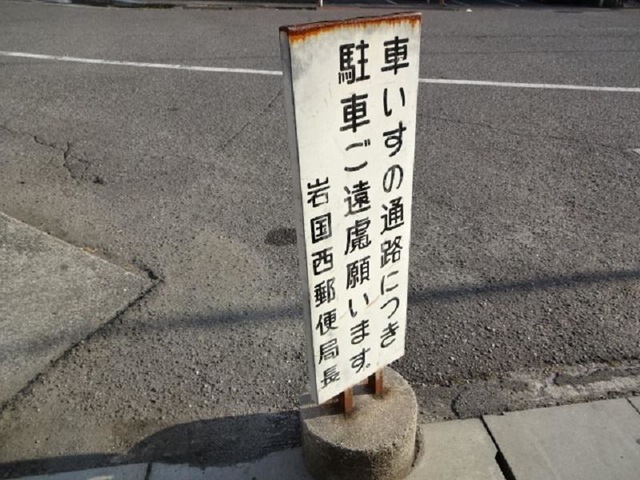 車いすの通路につき
駐車ご遠慮願います。
岩国西郵便局長